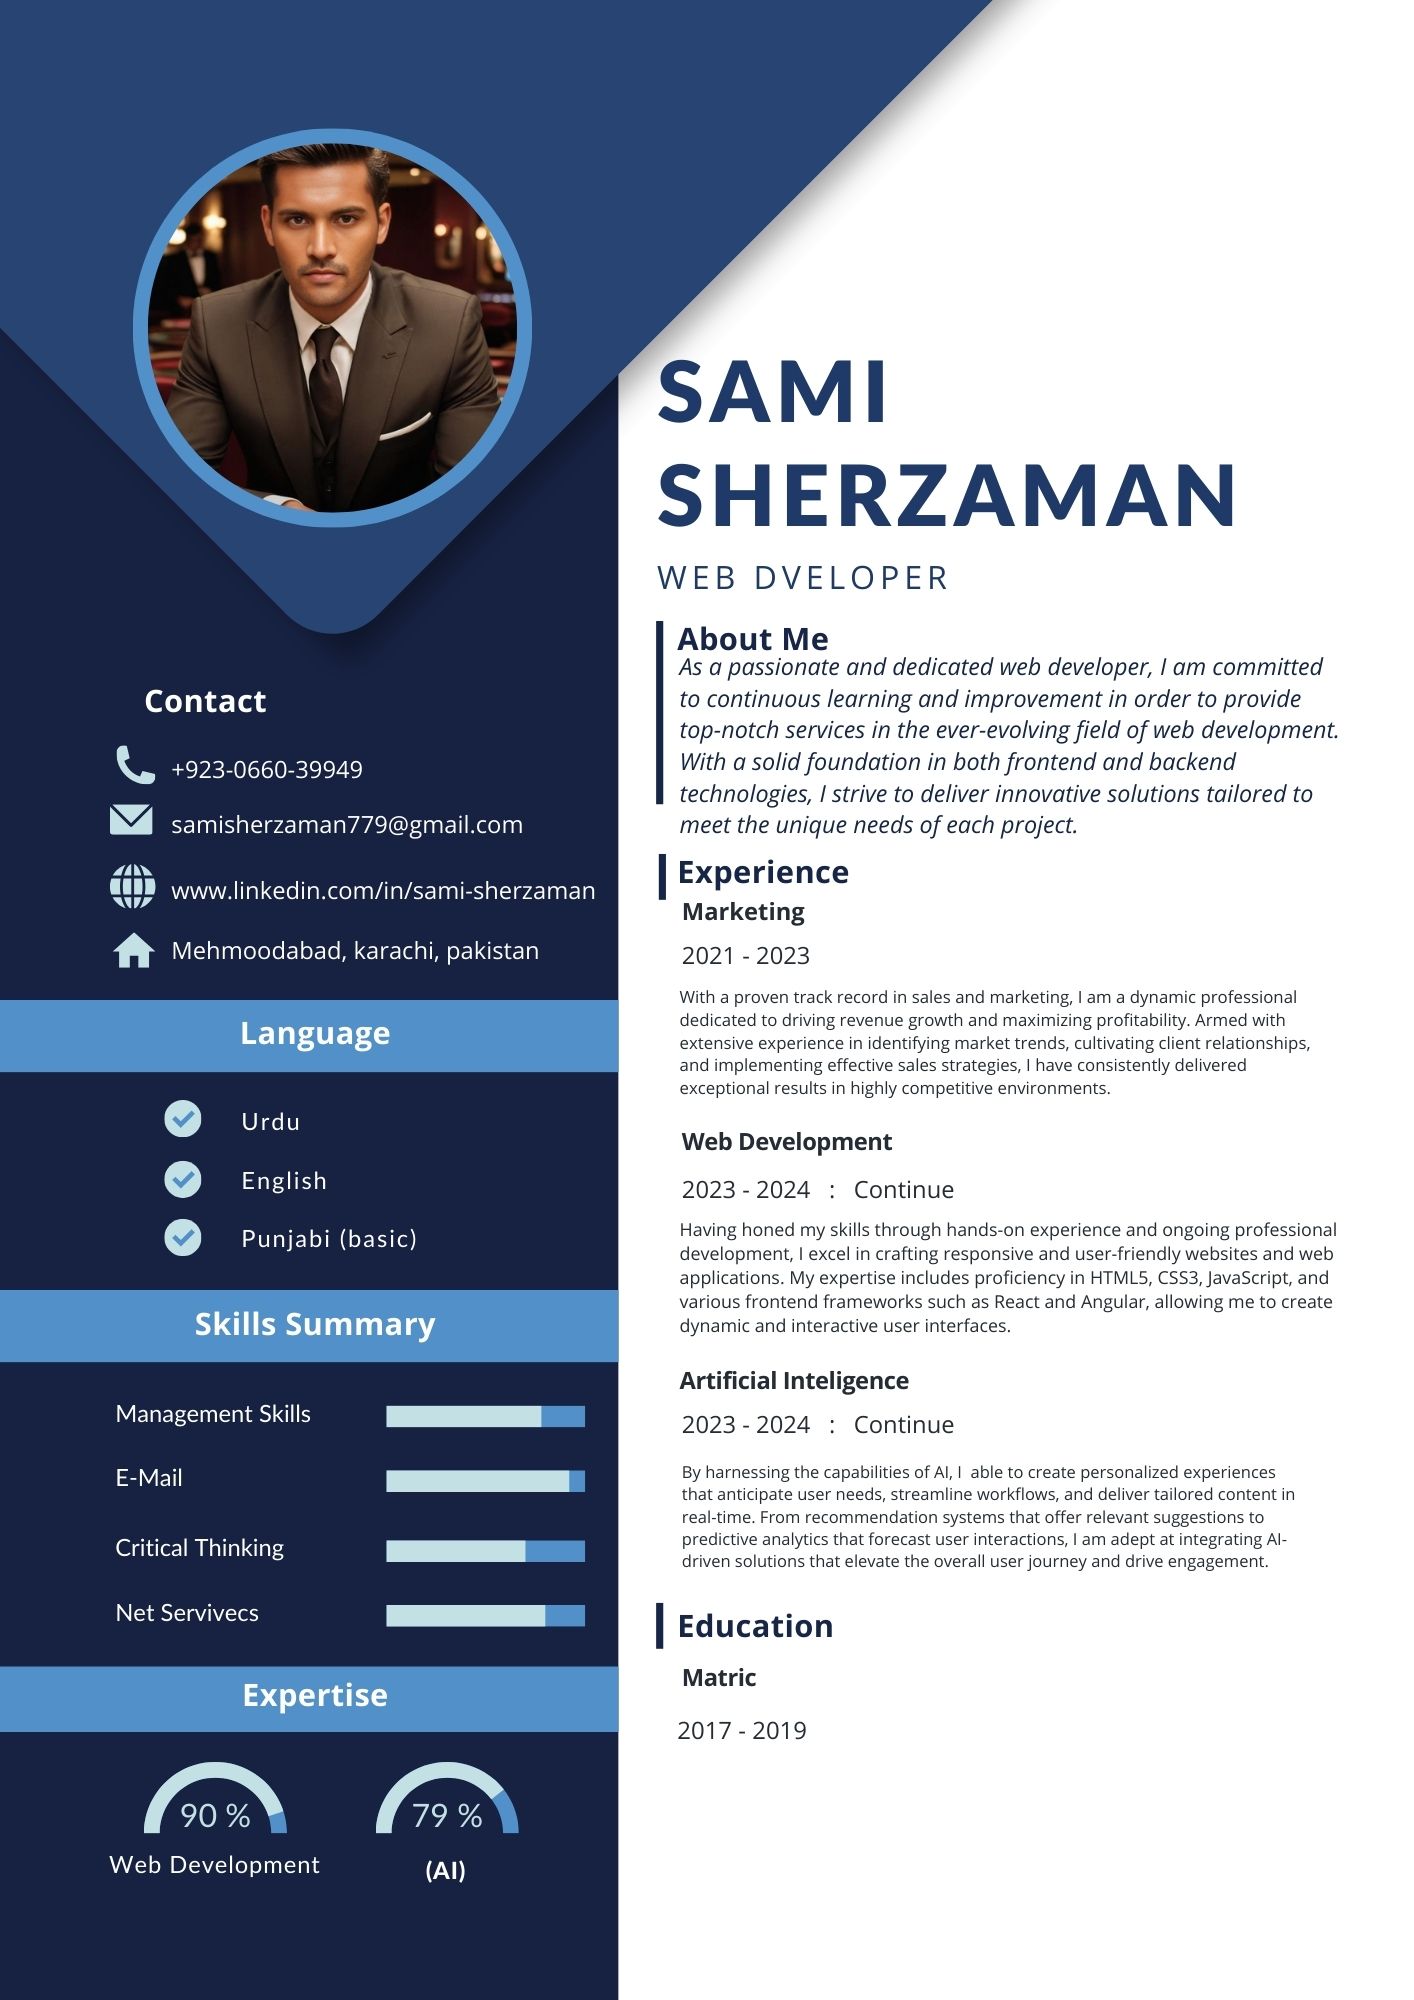 SAMI
SHERZAMAN
WEB DVELOPER
About Me
As a passionate and dedicated web developer, I am committed
to continuous learning and improvement in order to provide
top-notch services in the ever-evolving field of web development.
With a solid foundation in both frontend and backend
technologies, I strive to deliver innovative solutions tailored to
meet the unique needs of each project.
Experience
Marketing
2021 - 2023
With a proven track record in sales and marketing, I am a dynamic professional
dedicated to driving revenue growth and maximizing profitability. Armed with
extensive experience in identifying market trends, cultivating client relationships,
and implementing effective sales strategies, I have consistently delivered
exceptional results in highly competitive environments.
Web Development
2023 - 2024 : Continue
Having honed my skills through hands-on experience and ongoing professional
development, I excel in crafting responsive and user-friendly websites and web
applications. My expertise includes proficiency in HTML5, CSS3, JavaScript, and
various frontend frameworks such as React and Angular, allowing me to create
dynamic and interactive user interfaces.
Artificial Inteligence
2023 - 2024 : Continue
By harnessing the capabilities of AI, I able to create personalized experiences
that anticipate user needs, streamline workflows, and deliver tailored content in
real-time. From recommendation systems that offer relevant suggestions to
predictive analytics that forecast user interactions, I am adept at integrating AI-
driven solutions that elevate the overall user journey and drive engagement.
Education
Matric
2017 - 2019
Contact
+923-0660-39949
samisherzaman779@gmail.com
www.linkedin.com/in/sami-sherzaman
Mehmoodabad, karachi, pakistan
Language
Urdu
English
Punjabi (basic)
Skills Summary
Management Skills
E-Mail
Critical Thinking
Net Servivecs
Expertise
90 %
Web Development
79 %
(AI)